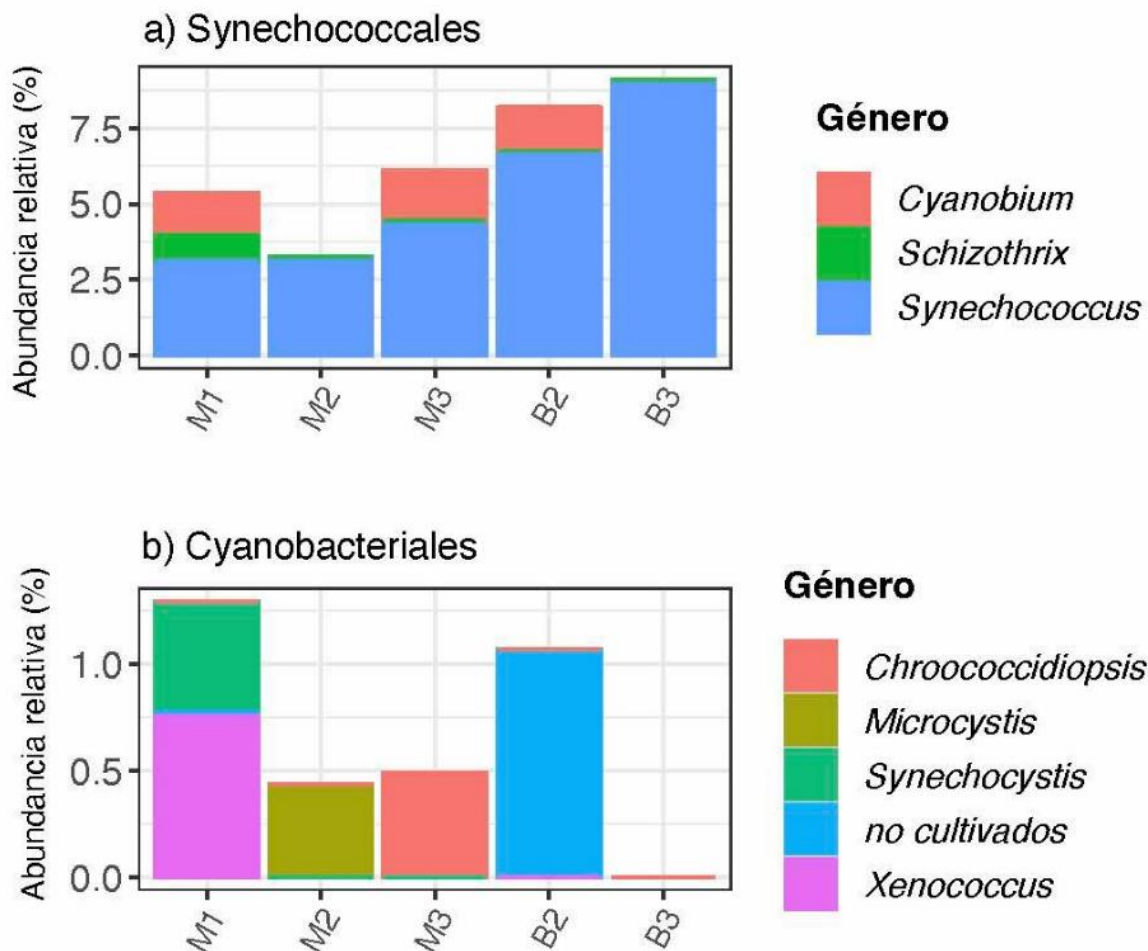 a) Synechococcales
Abundancia relativa (%)
7.5
5.0
2.5
0.0
M1 M2 M3 B2 B3
Género
Cyanobium
Schizothrix
Synechococcus
b) Cyanobacteriales
Abundancia relativa (%)
1.0
0.5
0.0
M1 M2 M3 B2 B3
Género
Chroococcidiopsis
Microcystis
Synechocystis
no cultivados
Xenococcus